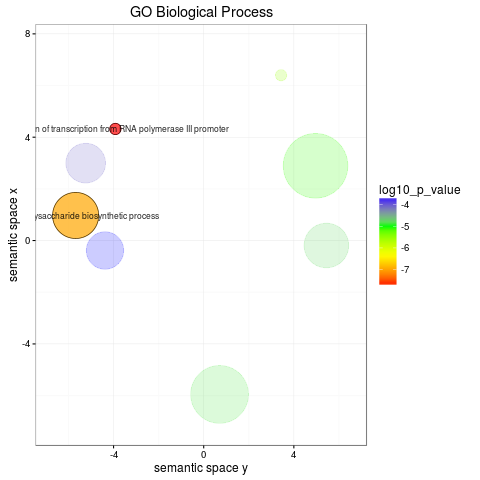 GO Biological Process
8
n of transcription from RNA polymerase III promoter
4
ysaccharide biosynthetic process
0
-4
-4
0
4
semantic space y
semantic space x
log10_p_value
-4
-5
-6
-7